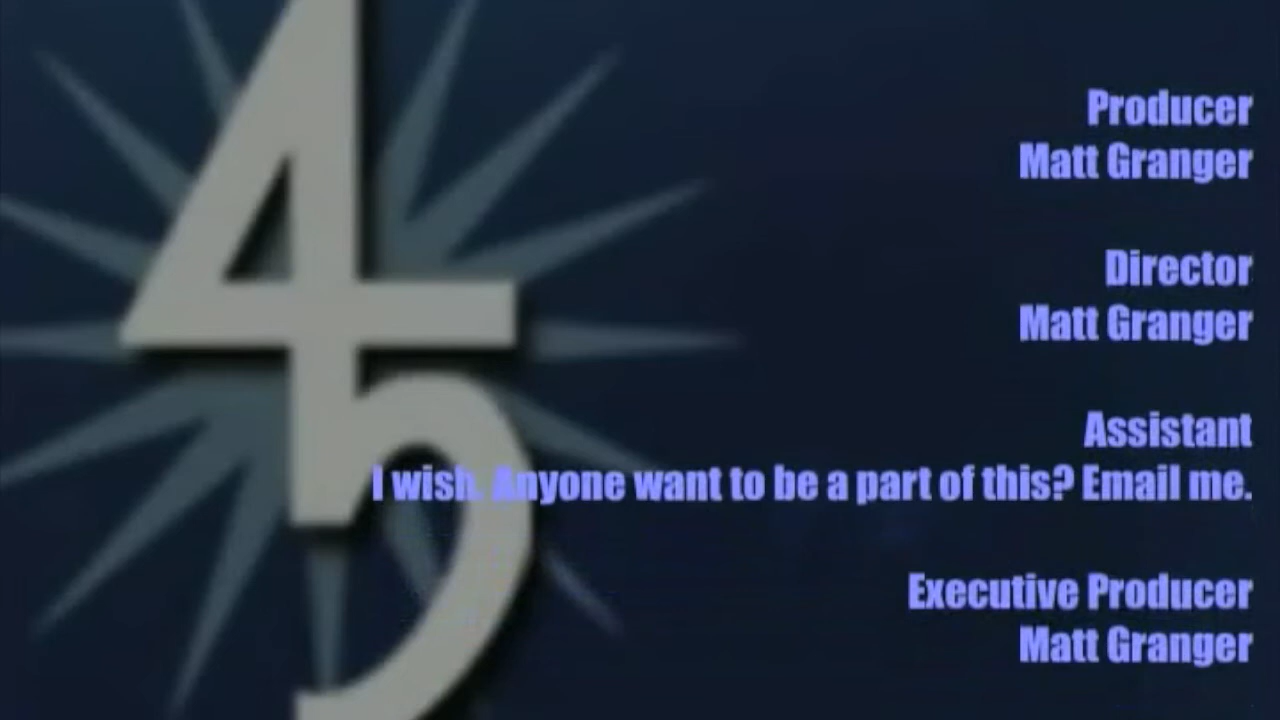 45
Producer
Matt Granger
Director
Matt Granger
Assistant
I wish. Anyone want to be a part of this? Email me.
Executive Producer
Matt Granger